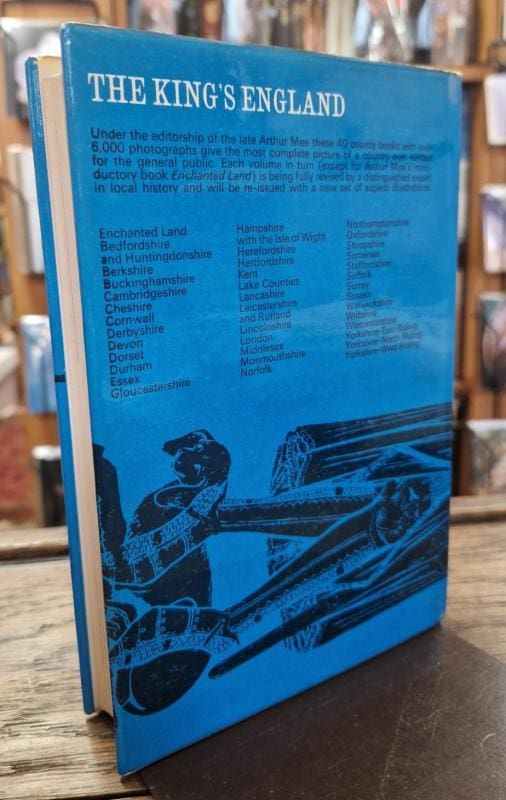 THE KING'S ENGLAND
Under the editorship of the late Arthur Mee these 40 county books with over
6,000 photographs give the most complete picture of a country ever edited
for the general public. Each volume in turn (except for Arthur Mee's intro-
ductory book Enchanted Land) is being fully revised by a distinguished expert
in local history and will be re-issued with a new set of superb illustrations.
Enchanted Land
Bedfordshire
and Huntingdonshire
Berkshire
Buckinghamshire
Cambridgeshire
Cheshire
Cornwall
Derbyshire
Devon
Dorset
Durham
Essex
Gloucestershire
Hampshire
with the Isle of Wight
Herefordshire
Hertfordshire
Kent
Lake Counties
Lancashire
Leicestershire
and Rutland
Lincolnshire
London
Middlesex
Monmouthshire
Norfolk
Northamptonshire
Oxfordshire
Shropshire
Somerset
Staffordshire
Suffolk
Surrey
Sussex
Warwickshire
Wiltshire
Worcestershire
Yorkshire-East Riding
Yorkshire-North Riding
Yorkshire-West Riding